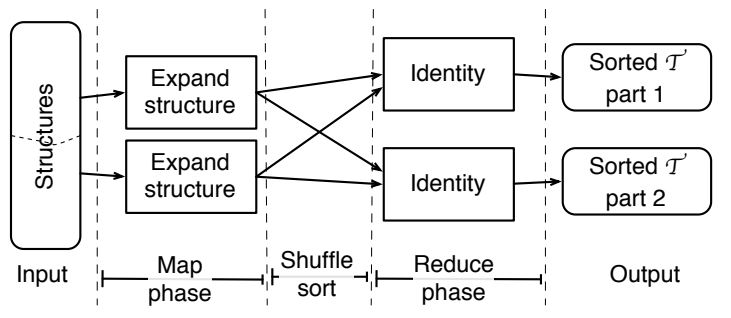 Structures
Expand
structure
Expand
structure
Identity
Identity
Sorted 𝒯
part 1
Sorted 𝒯
part 2
Input
Map
phase
Shuffle
sort
Reduce
phase
Output